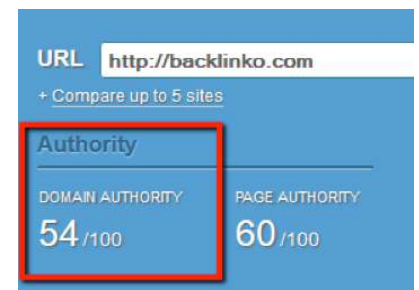 URL http://backlinko.com
+ Compare up to 5 sites
Authority
DOMAIN AUTHORITY PAGE AUTHORITY
54 /100 60 /100